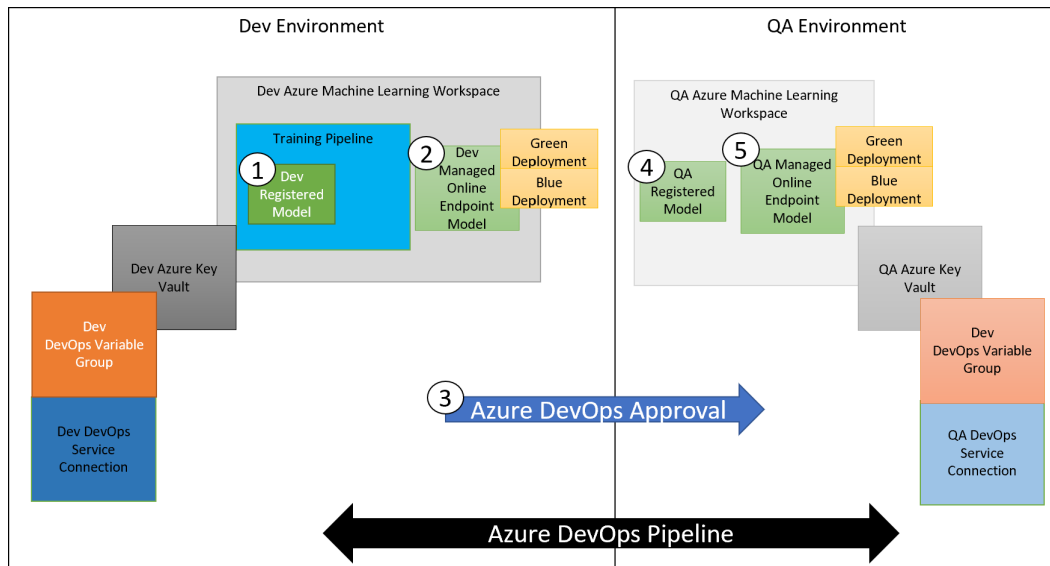 Dev Environment
QA Environment
Dev Azure Machine Learning Workspace
Training Pipeline
1
Dev
Registered
Model
2
Dev
Managed
Online
Endpoint
Model
Green
Deployment
Blue
Deployment
Dev Azure Key
Vault
Dev
DevOps Variable
Group
Dev DevOps
Service
Connection
QA Azure Machine Learning
Workspace
4
QA
Registered
Model
5
QA Managed
Online
Endpoint
Model
Green
Deployment
Blue
Deployment
QA Azure Key
Vault
Dev
DevOps Variable
Group
QA DevOps
Service
Connection
3
Azure DevOps Approval
Azure DevOps Pipeline